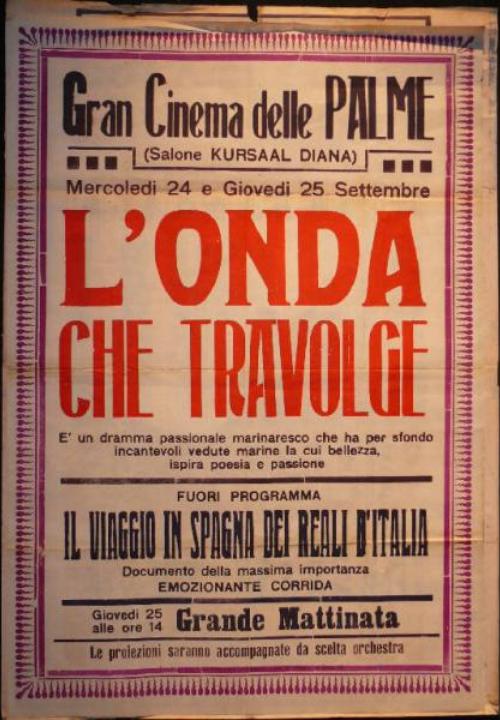 Gran Cinema delle PALME
(Salone KURSAAL DIANA)
Mercoledi 24 e Giovedi 25 Settembre
L'ONDA
CHE TRAVOLGE
E' un dramma passionale marinaresco che ha per sfondo
incantevoli vedute marine la cui bellezza,
ispira poesia e passione
FUORI PROGRAMMA
IL VIAGGIO IN SPAGNA DEI REALI D'ITALIA
Documento della massima importanza
EMOZIONANTE CORRIDA
Giovedi 25
alle ore 14 Grande Mattinata
Le proiezioni saranno accompagnate da scelta orchestra